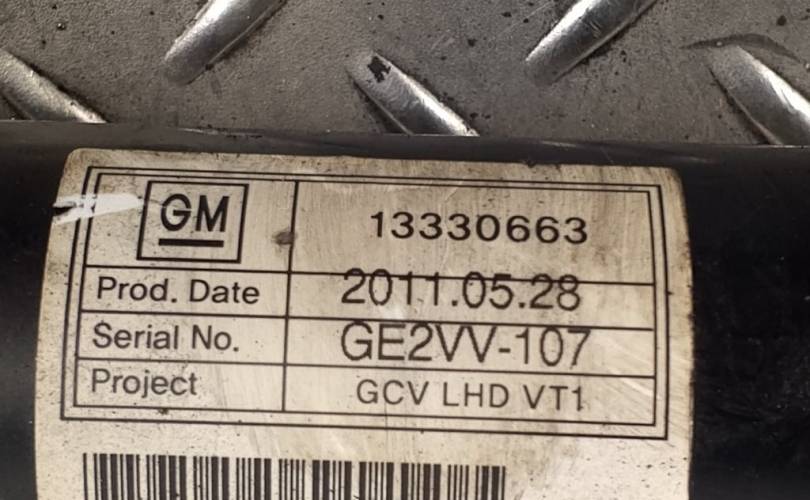 GM 13330663
Prod. Date 2011.05.28
Serial No. GE2VV-107
Project GCV LHD VT1